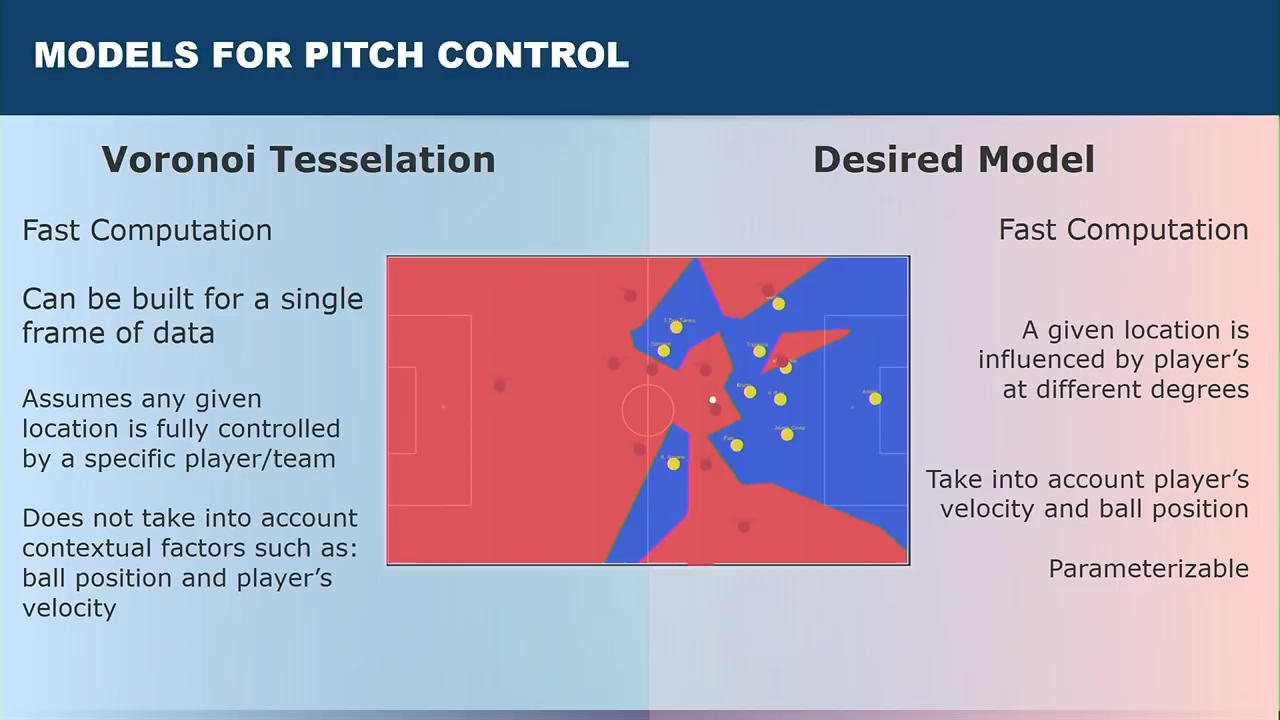 MODELS FOR PITCH CONTROL
Voronoi Tesselation
Fast Computation
Can be built for a single
frame of data
Assumes any given
location is fully controlled
by a specific player/team
Does not take into account
contextual factors such as:
ball position and player’s
velocity
Desired Model
Fast Computation
A given location is
influenced by player’s
at different degrees
Take into account player’s
velocity and ball position
Parameterizable